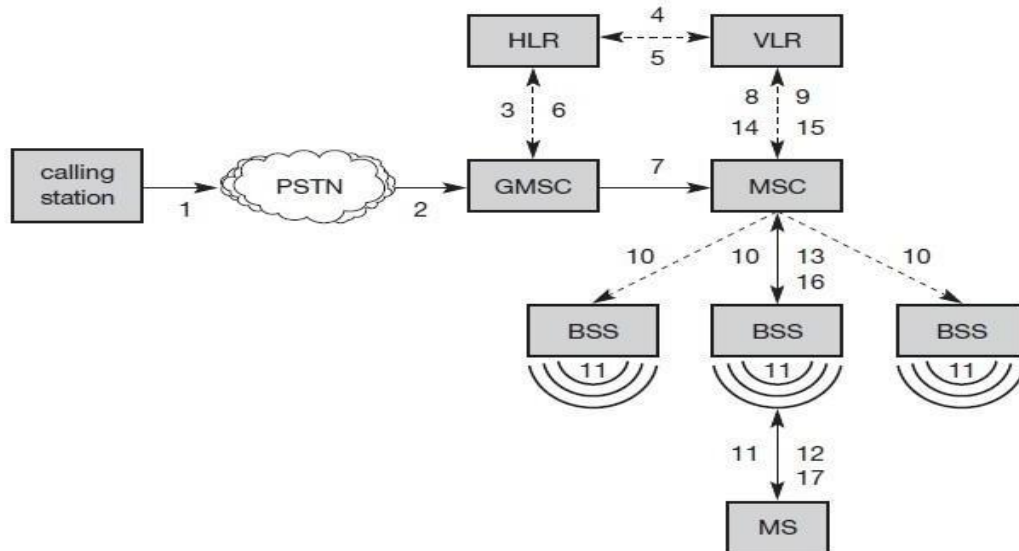 4
HLR
VLR
5
3 6
8 9
14 15
calling
station
PSTN
GMSC
7
MSC
1
2
10
10
13
10
16
BSS
BSS
BSS
11
11
11
11
12
17
MS